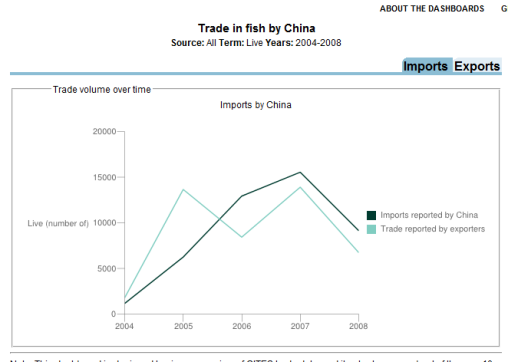 ABOUT THE DASHBOARDS G
Trade in fish by China
Source: All Term: Live Years: 2004-2008
Imports Exports
Trade volume over time
Imports by China
20000
15000
Live (number of) 10000
5000
0
2004 2005 2006 2007 2008
Imports reported by China
Trade reported by exporters